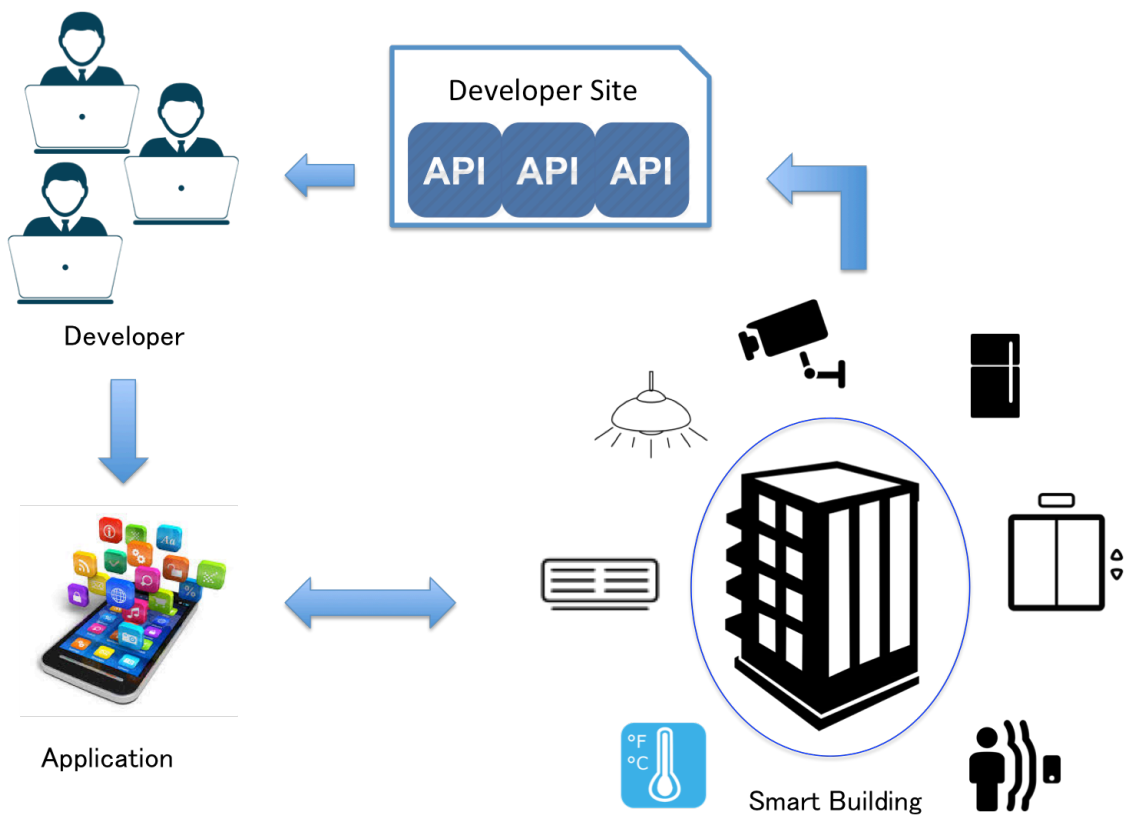 Developer Site
API API API
Developer
Application
°F
°C
Smart Building